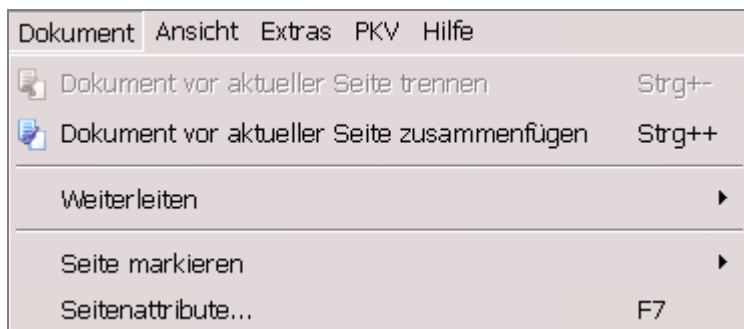 Dokument Ansicht Extras PKV Hilfe
Dokument vor aktueller Seite trennen Strg+-
Dokument vor aktueller Seite zusammenfügen Strg++
Weiterleiten
Seite markieren
Seitenattribute... F7